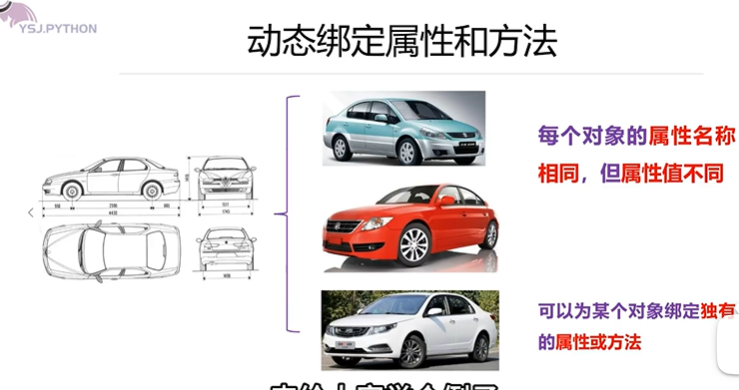 YSJ.PYTHON
动态绑定属性和方法
每个对象的属性名称
相同，但属性值不同
可以为某个对象绑定独有
的属性或方法